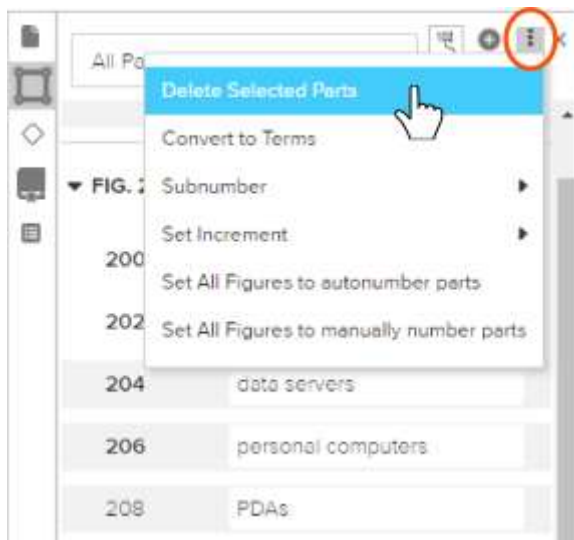 All Pa
Delete Selected Parts
Convert to Terms
FIG. 2
Subnumber
Set Increment
200
Set All Figures to autonumber parts
202
Set All Figures to manually number parts
204 data servers
206 personal computers
208 PDAs